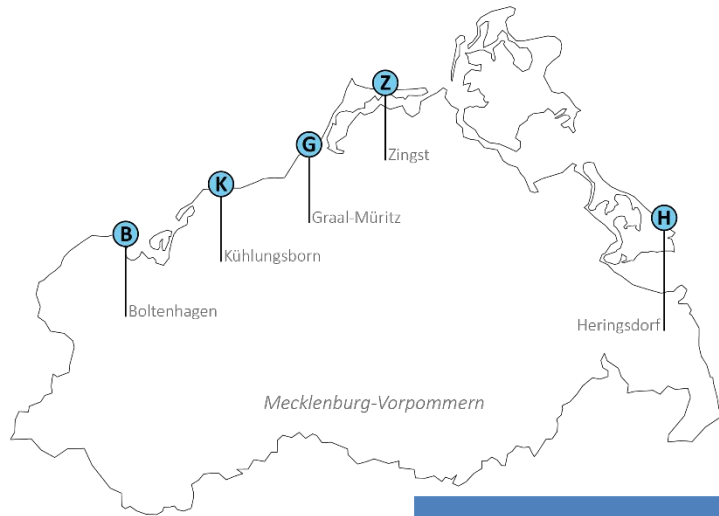 Z
Zingst
G
Graal-Müritz
K
Kühlungsborn
H
Heringsdorf
B
Boltenhagen
Mecklenburg-Vorpommern